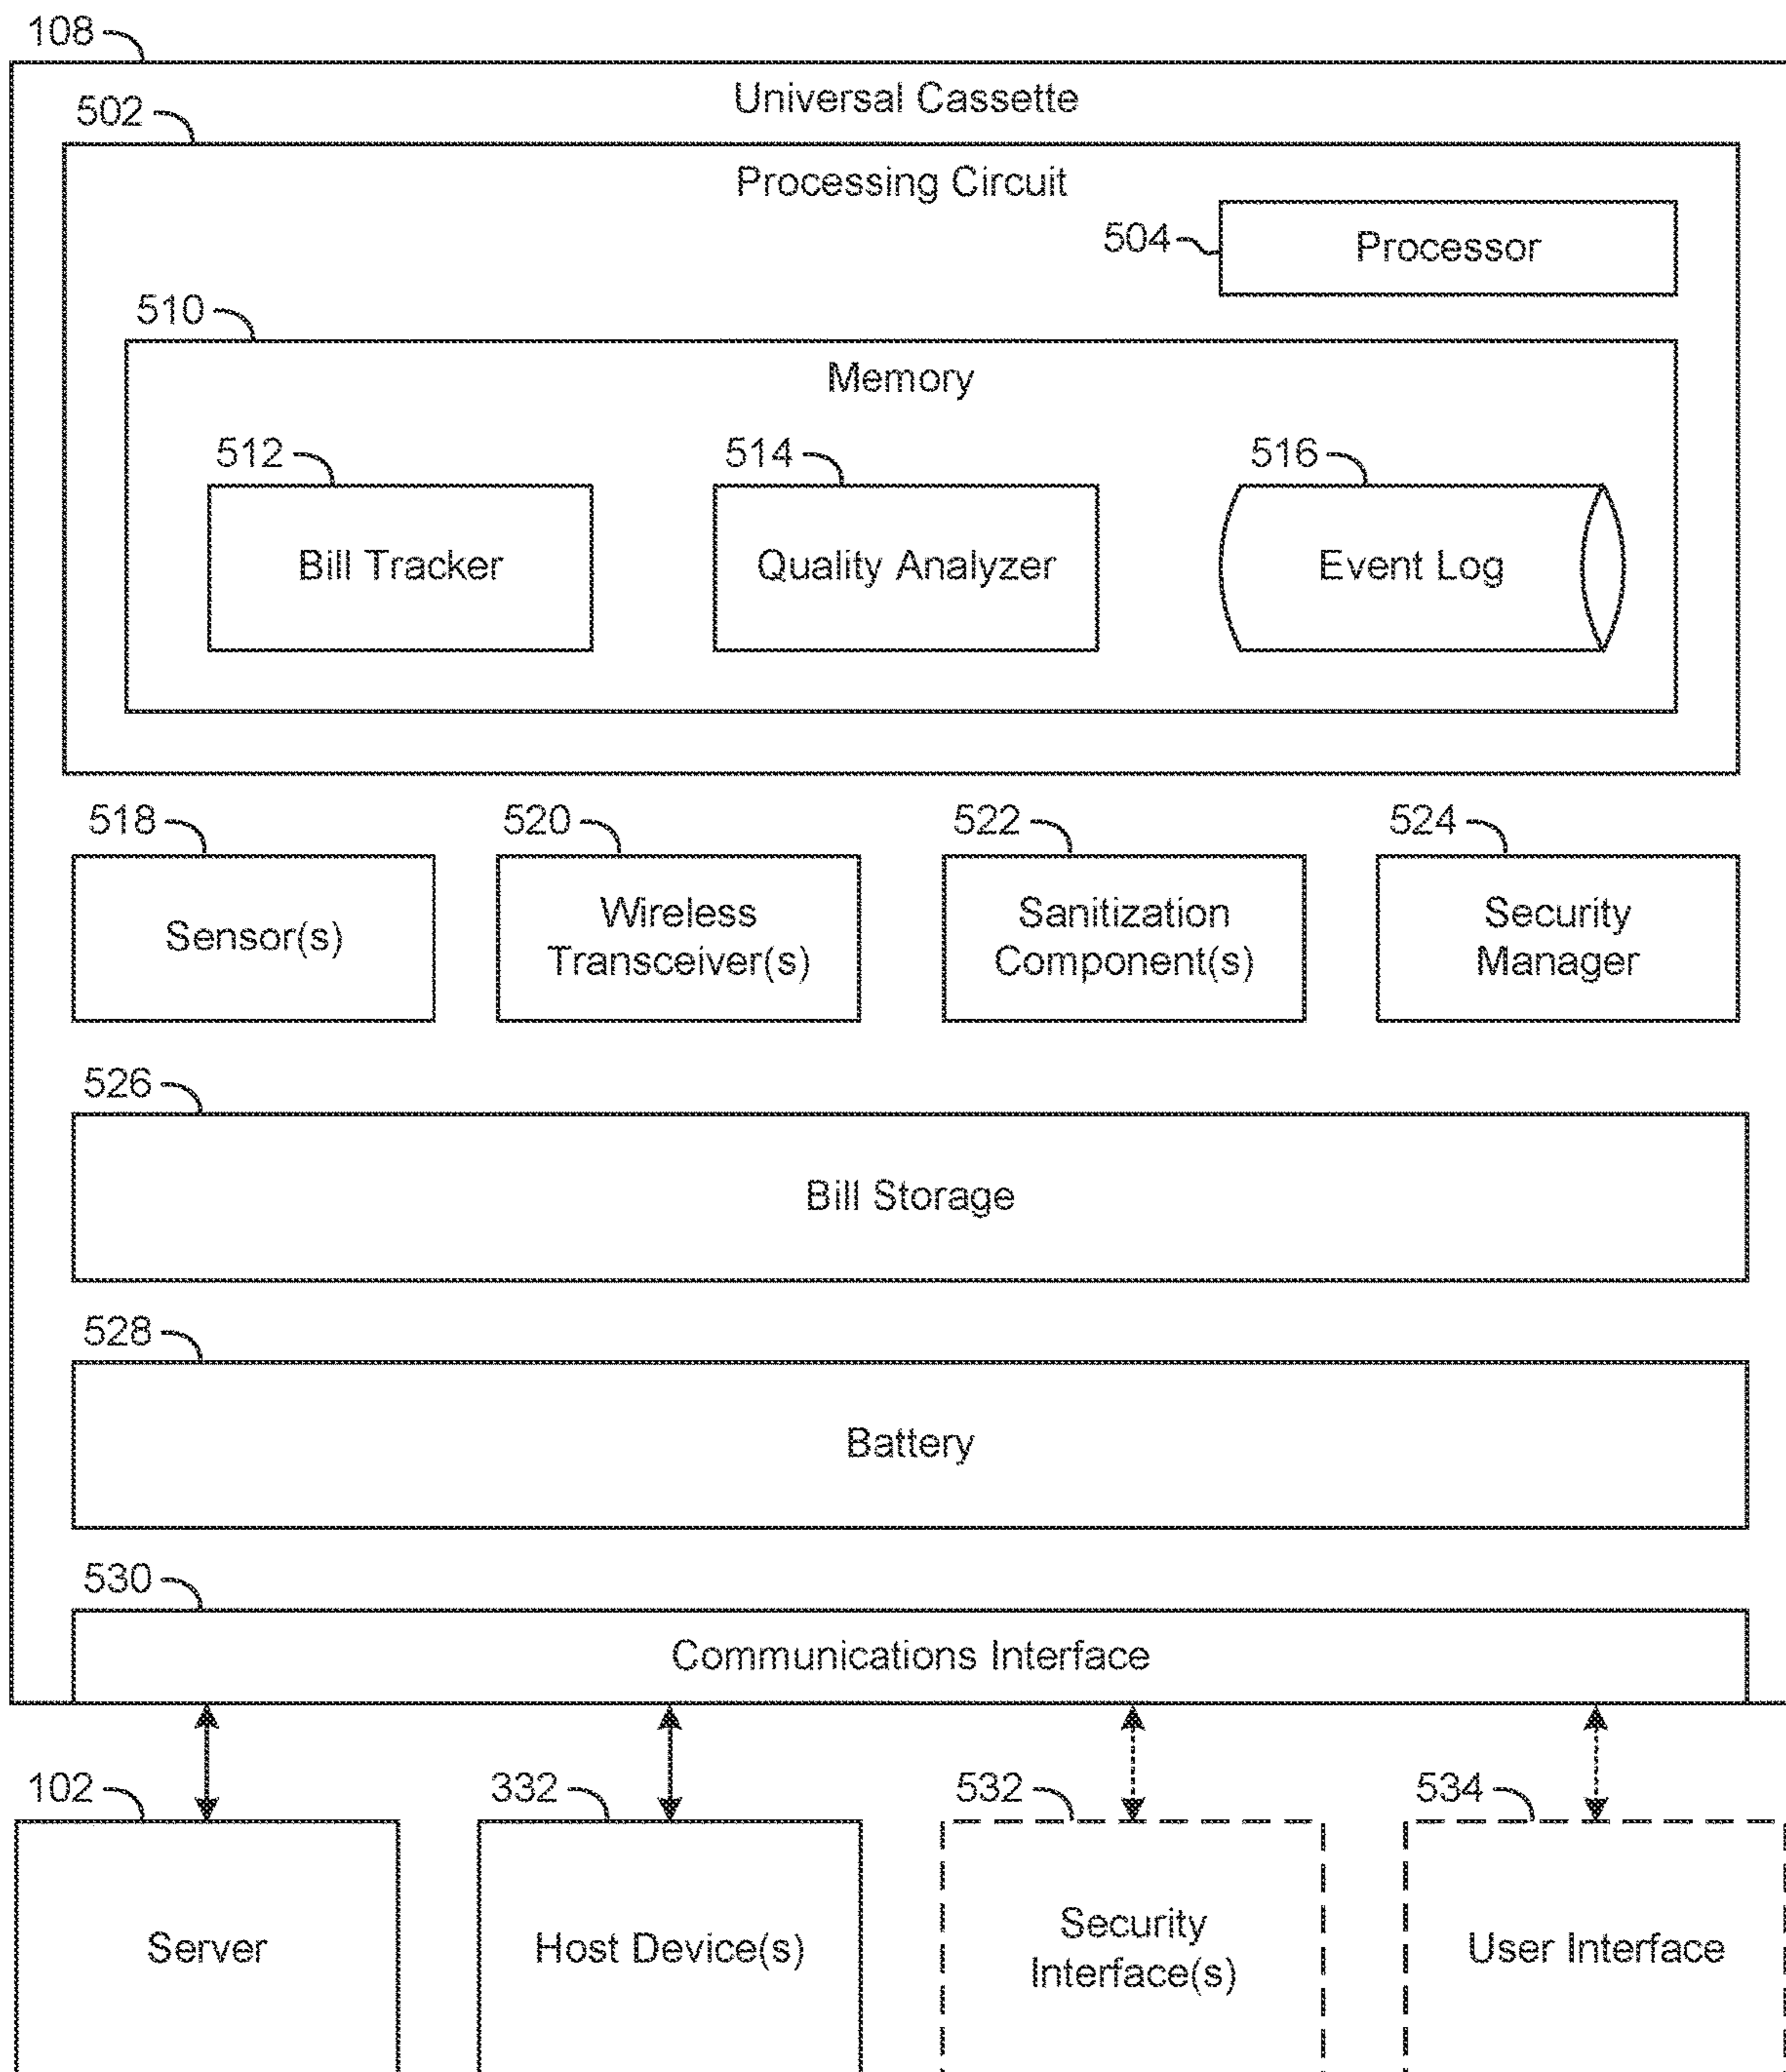 108
Universal Cassette
502
Processing Circuit
504
Processor
510
Memory
512
514
516
Bill Tracker
Quality Analyzer
Event Log
518
520
522
524
Sensor(s)
Wireless
Transceiver(s)
Sanitization
Component(s)
Security
Manager
526
Bill Storage
528
Battery
530
Communications Interface
102
332
532
534
Server
Host Device(s)
Security
Interface(s)
User Interface